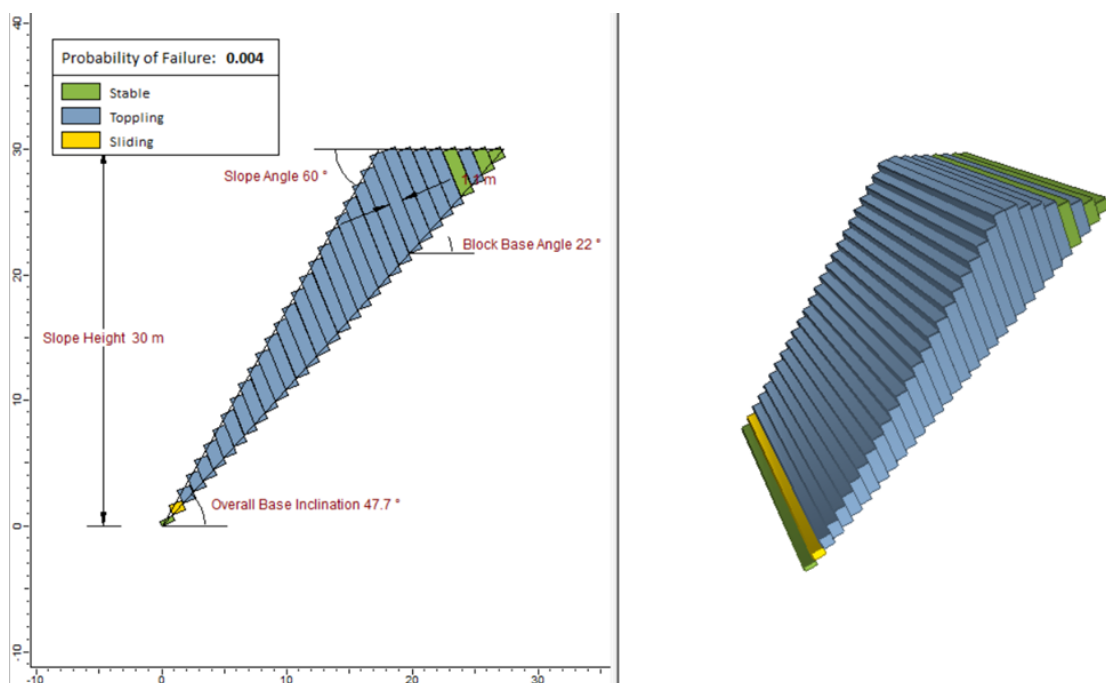 40
Probability of Failure: 0.004
Stable
Toppling
Sliding
30
Slope Angle 60 °
Block Base Angle 22 °
20
Slope Height 30 m
10
Overall Base Inclination 47.7 °
0
-10
-10 0 10 20 30